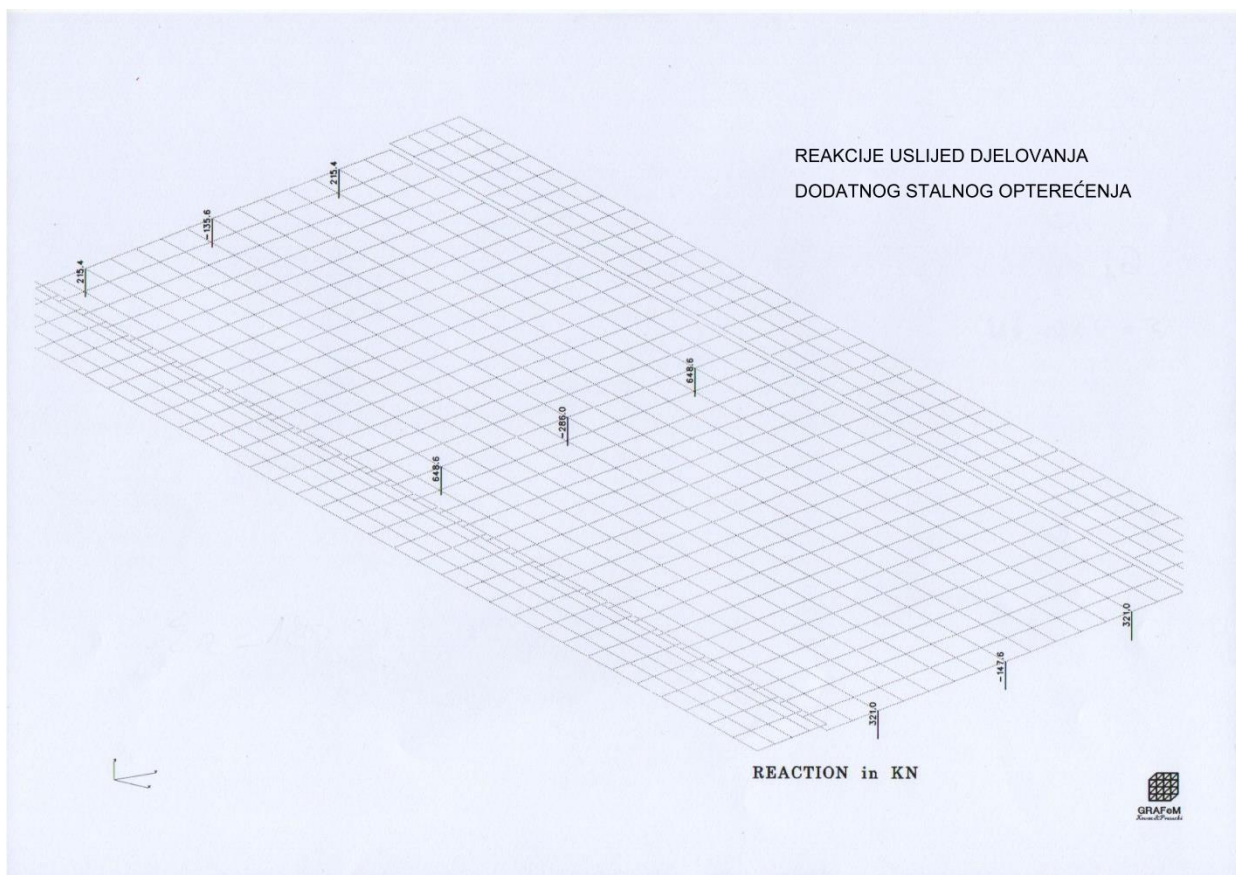 REAKCIJE USLIJED DJELOVANJA
DODATNOG STALNOG OPTEREĆENJA
215.4
-135.6
215.4
648.6
-286.0
648.6
321.0
-147.6
321.0
REACTION in KN
GRAFeM